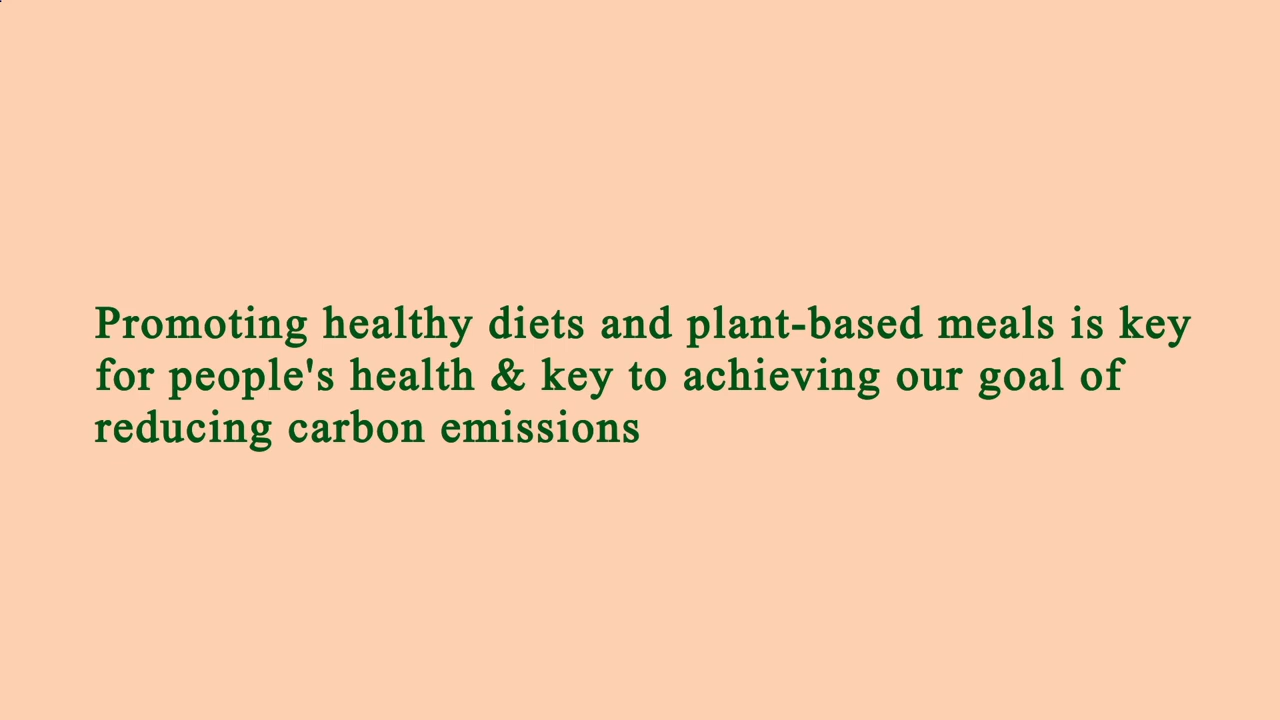 Promoting healthy diets and plant-based meals is key
for people's health & key to achieving our goal of
reducing carbon emissions